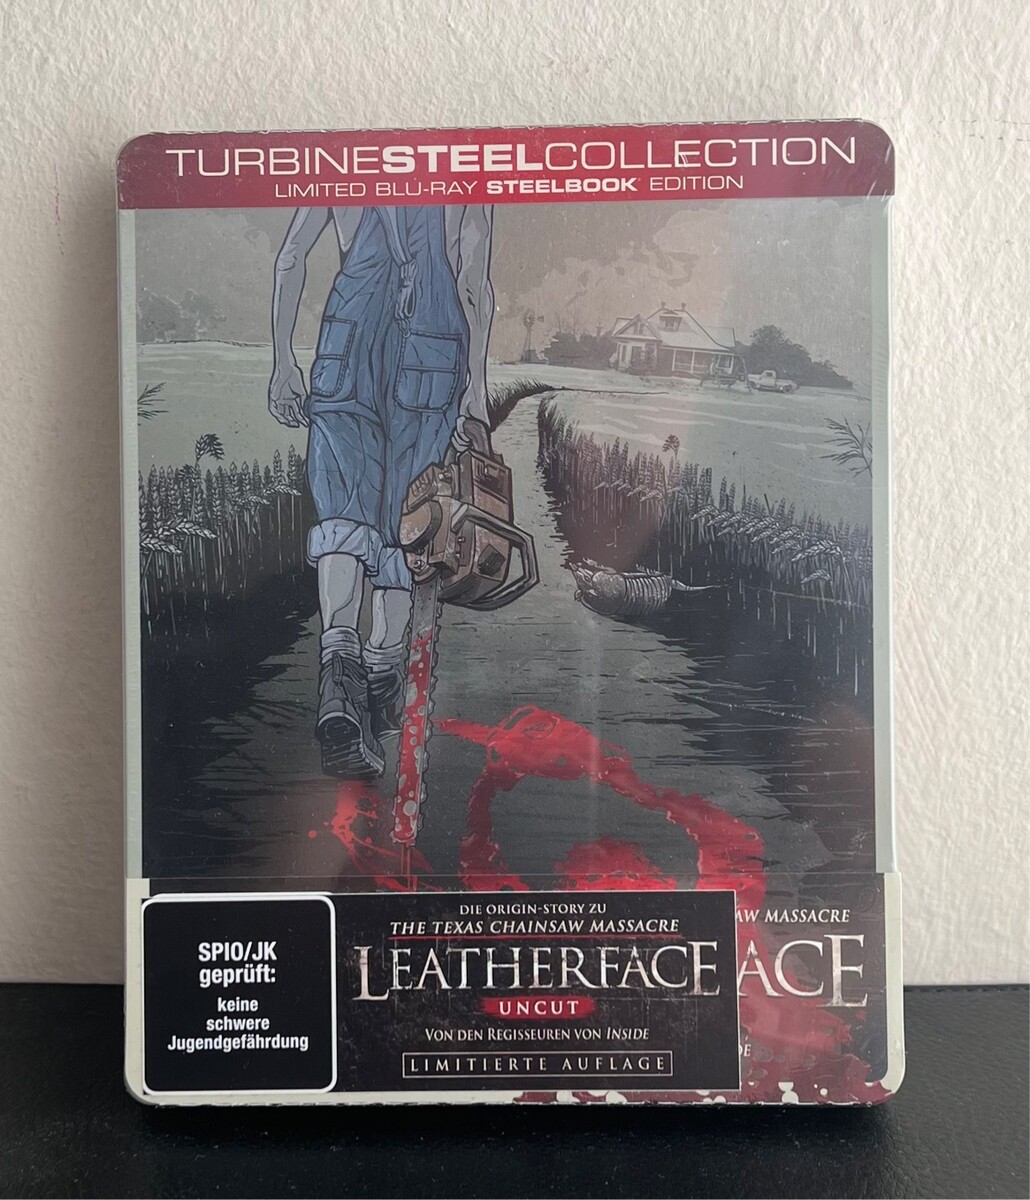 TURBINESTEELCOLLECTION
LIMITED BLU-RAY STEELBOOK EDITION
SPIO/JK
geprüft:
keine
schwere
Jugendgefährdung
DIE ORIGIN-STORY ZU
THE TEXAS CHAINSAW MASSACRE
LEATHERFACE
UNCUT
VON DEN REGISSEUREN VON INSIDE
LIMITIERTE AUFLAGE
AW MASSACRE
ACE
DE